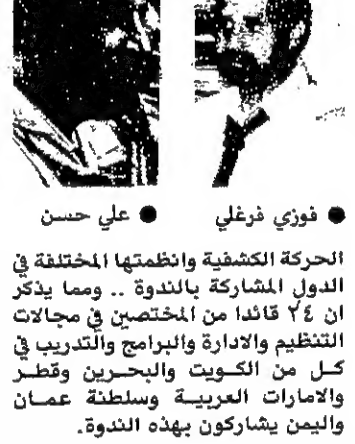 ● فوزي فرغلي
● علي حسن
الحركة الكشفية وانظمتها المختلفة في
الدول المشاركة بالندوة .. ومما يذكر
ان ٢٤ قائدا من المختصين في مجالات
التنظيم والادارة والبرامج والتدريب في
كل من الكويت والبحرين وقطر
والامارات العربية وسلطنة عمان
واليمن يشاركون بهذه الندوة.